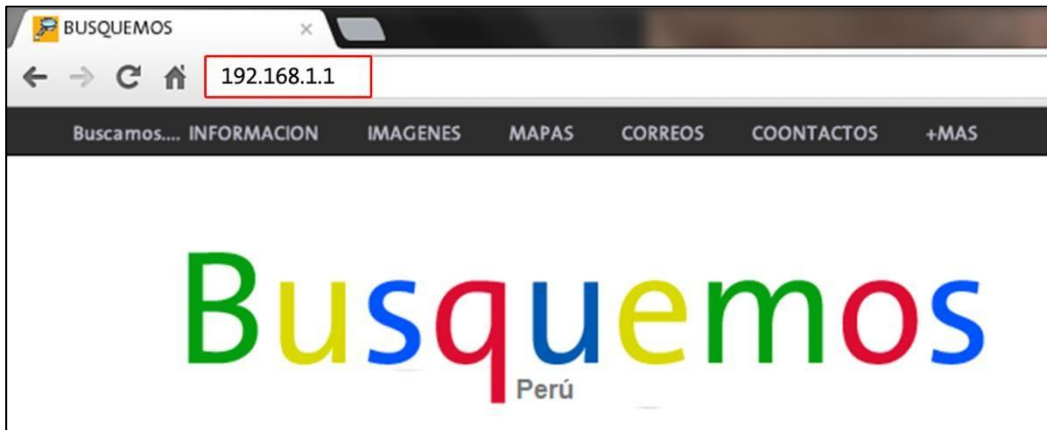 BUSQUEMOS
192.168.1.1
Buscamos.... INFORMACION IMAGENES MAPAS CORREOS COONTACTOS +MAS
Busquemos
Perú